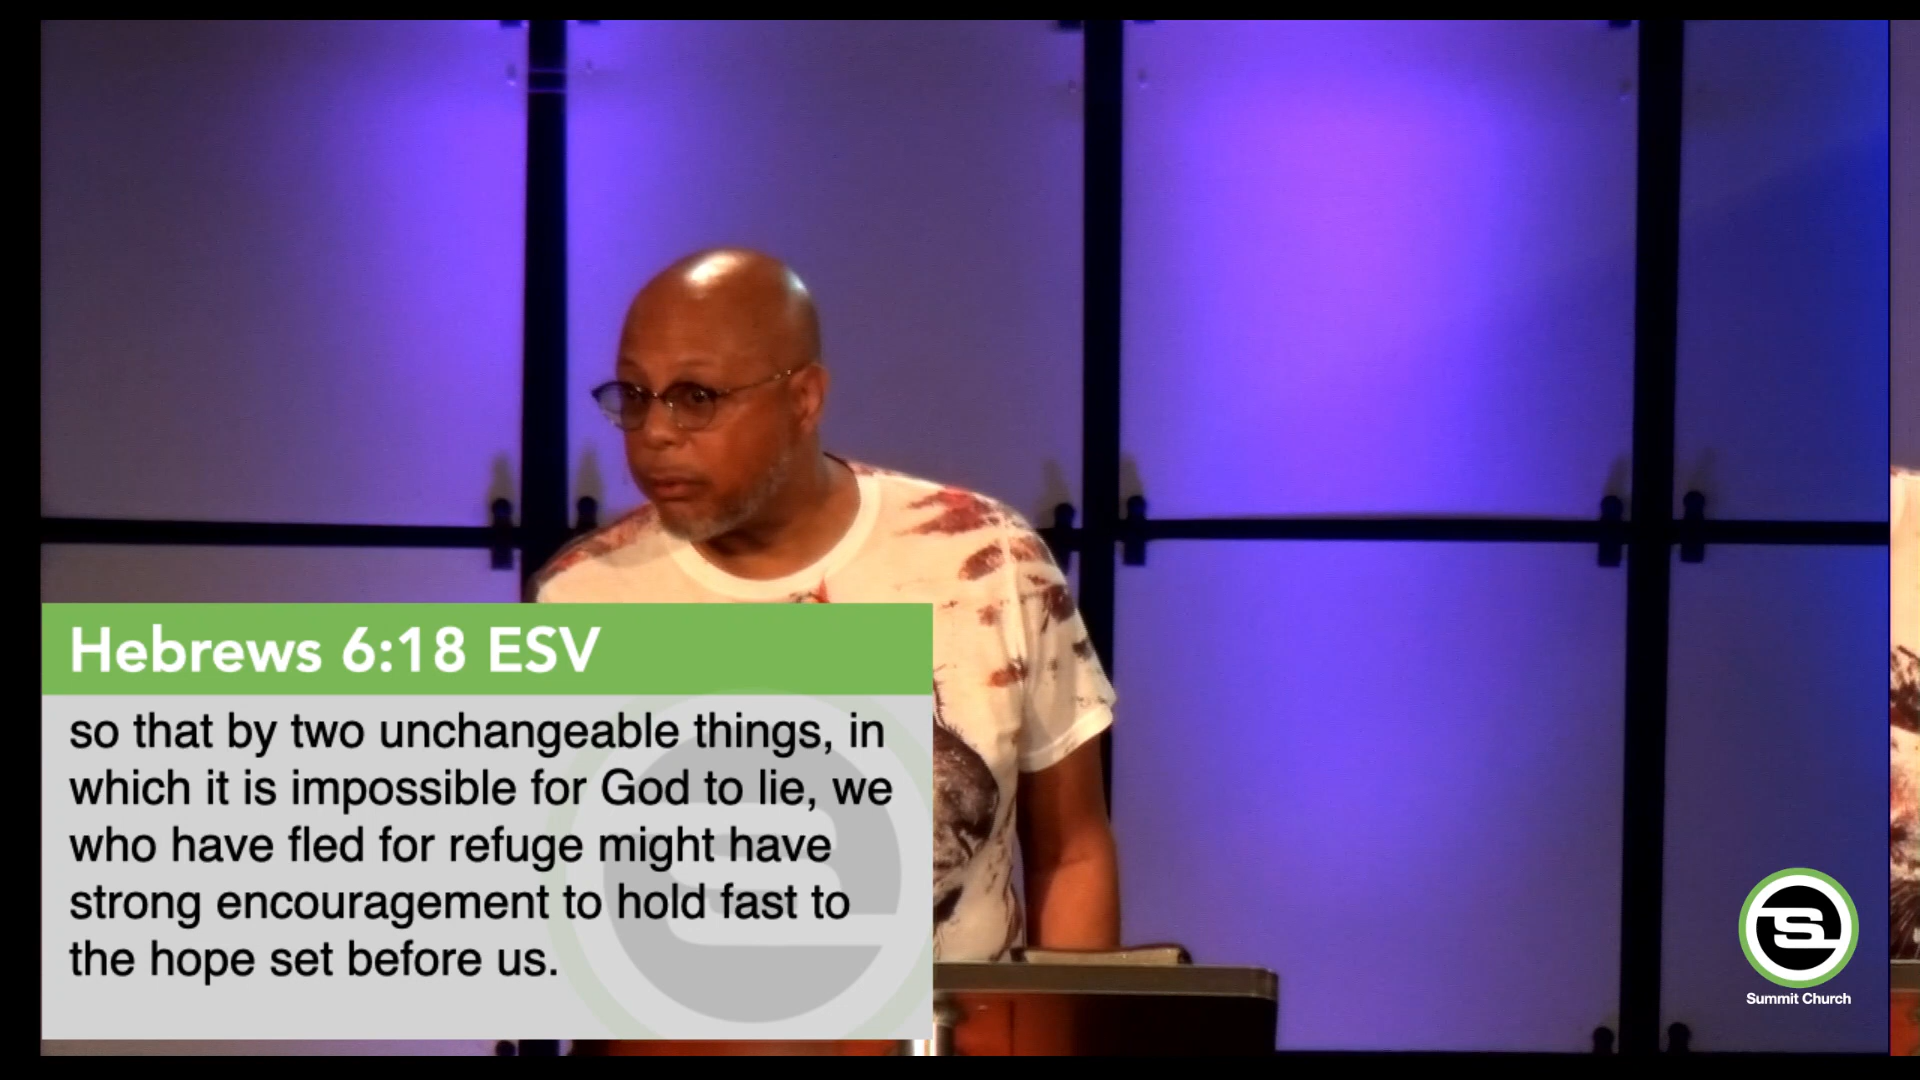 Hebrews 6:18 ESV
so that by two unchangeable things, in
which it is impossible for God to lie, we
who have fled for refuge might have
strong encouragement to hold fast to
the hope set before us.
S
Summit Church